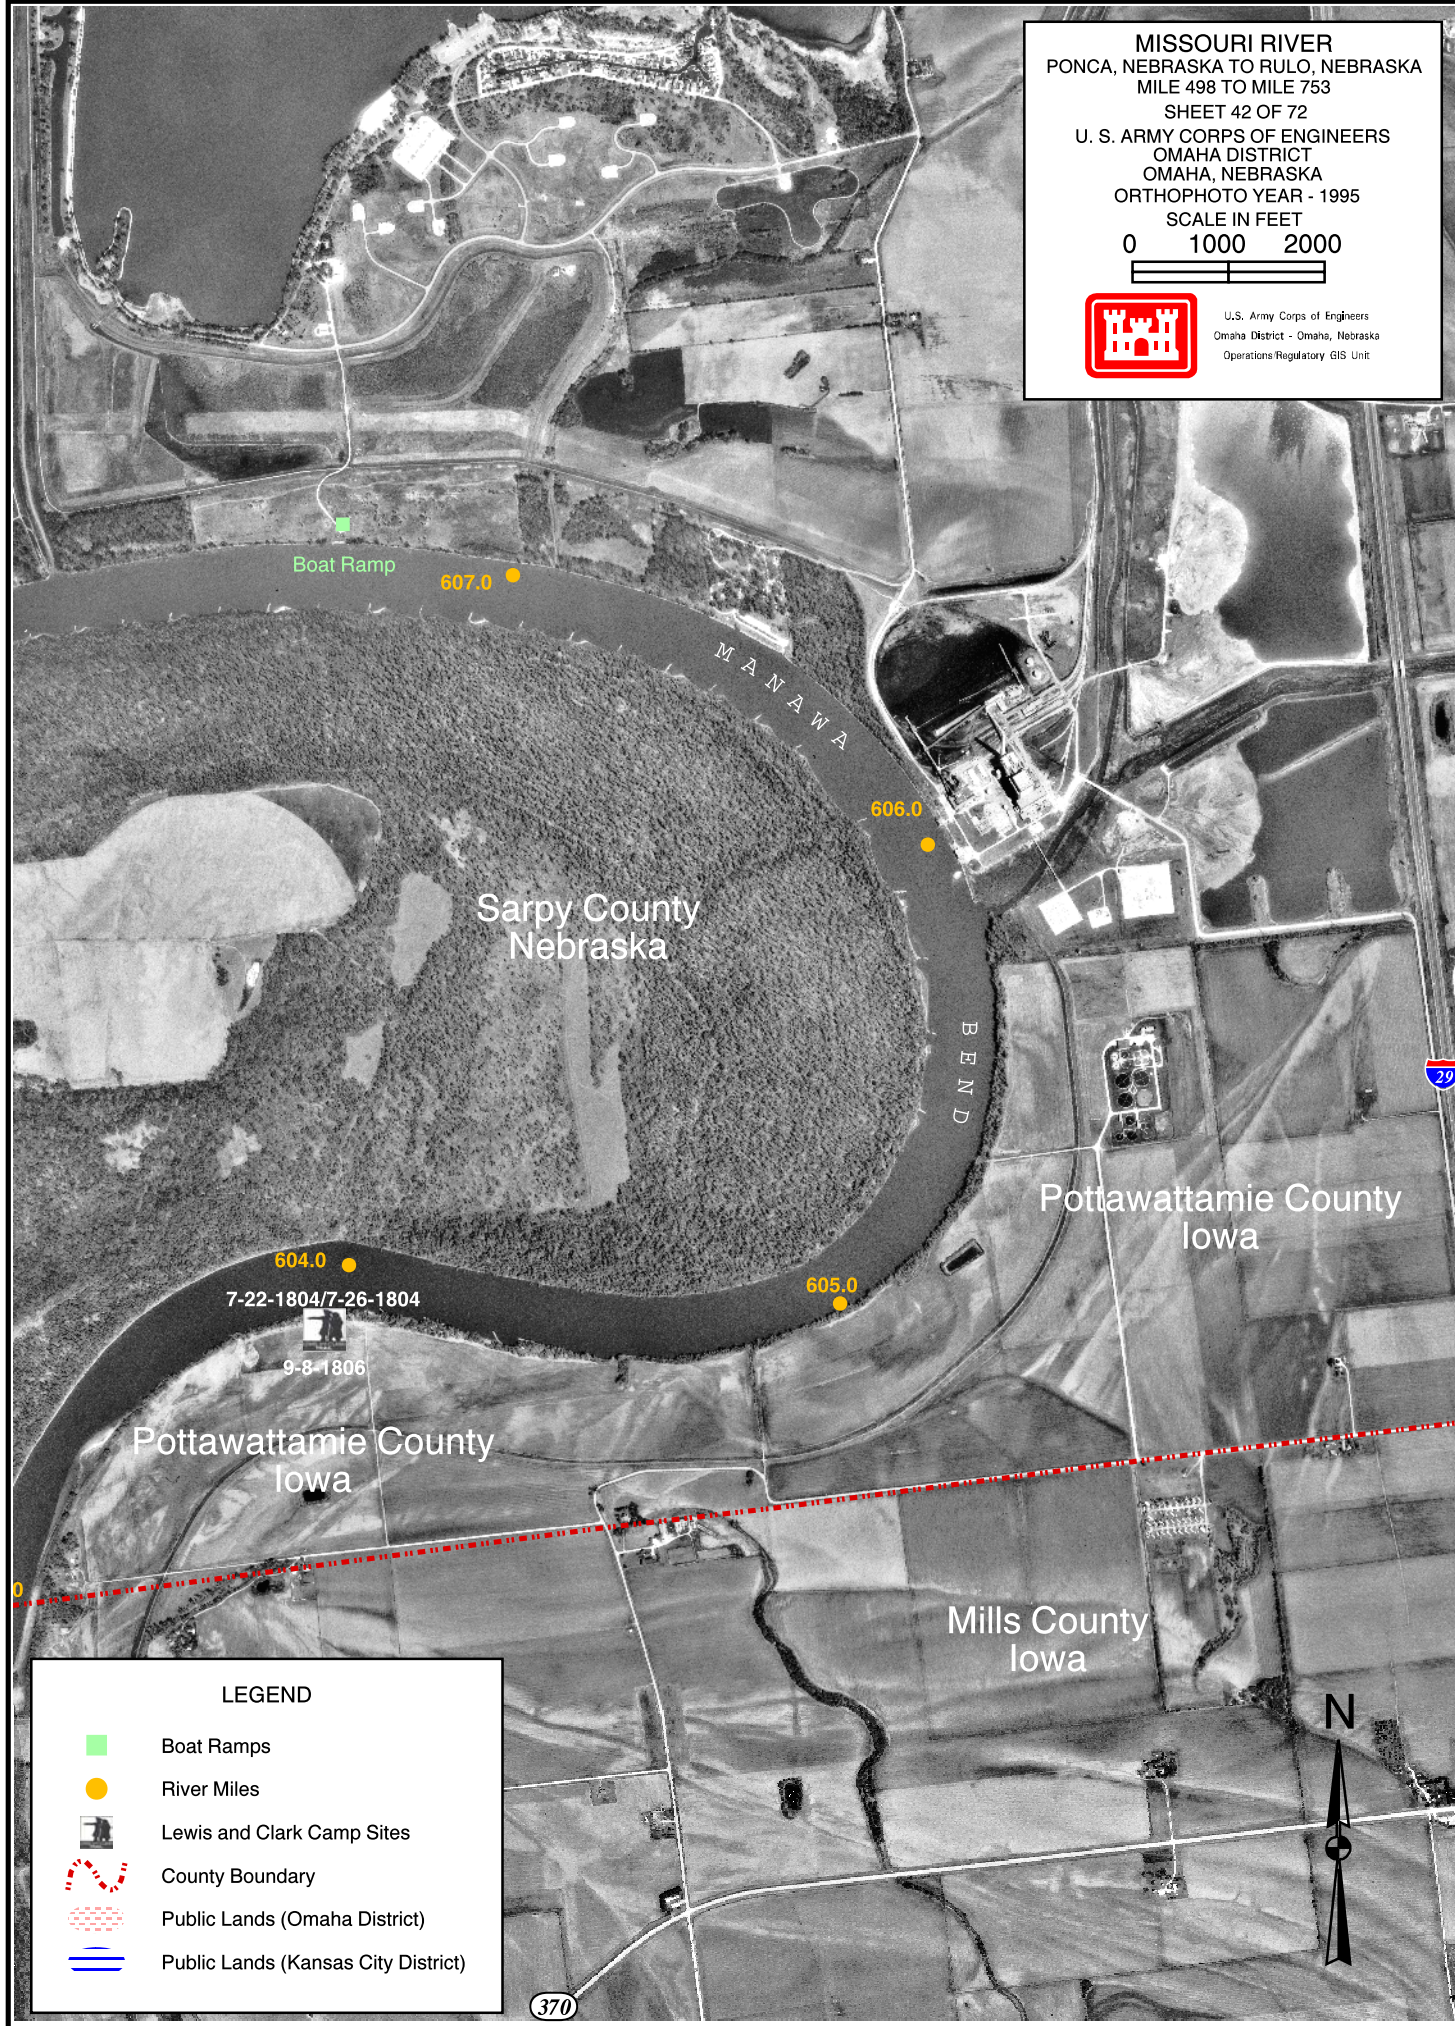 MISSOURI RIVER
PONCA, NEBRASKA TO RULO, NEBRASKA
MILE 498 TO MILE 753
SHEET 42 OF 72
U. S. ARMY CORPS OF ENGINEERS
OMAHA DISTRICT
OMAHA, NEBRASKA
ORTHOPHOTO YEAR - 1995
SCALE IN FEET
0 1000 2000
U.S. Army Corps of Engineers
Omaha District - Omaha, Nebraska
Operations/Regulatory GIS Unit
Boat Ramp
607.0
MANAWA
606.0
Sarpy County
Nebraska
BEND
29
Pottawattamie County
Iowa
604.0
605.0
7-22-1804/7-26-1804
9-8-1806
Pottawattamie County
Iowa
0
Mills County
Iowa
LEGEND
Boat Ramps
River Miles
Lewis and Clark Camp Sites
County Boundary
Public Lands (Omaha District)
Public Lands (Kansas City District)
N
370